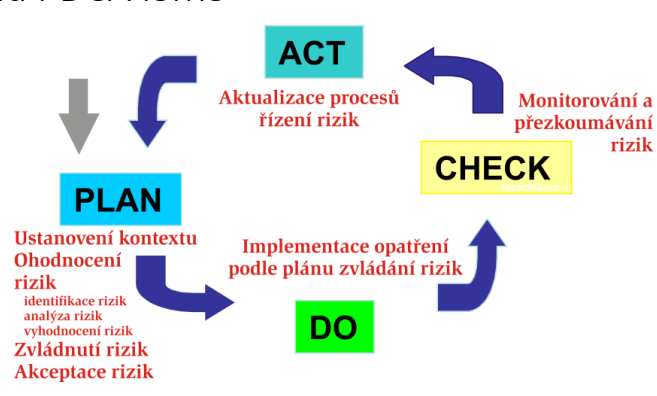 ACT
Aktualizace procesů
řízení rizik
Monitorování a
přezkoumávání
rizik
CHECK
PLAN
Ustanovení kontextu
Ohodnocení
rizik
identifikace rizik
analýza rizik
vyhodnocení rizik
Zvládnutí rizik
Akceptace rizik
Implementace opatření
podle plánu zvládání rizik
DO